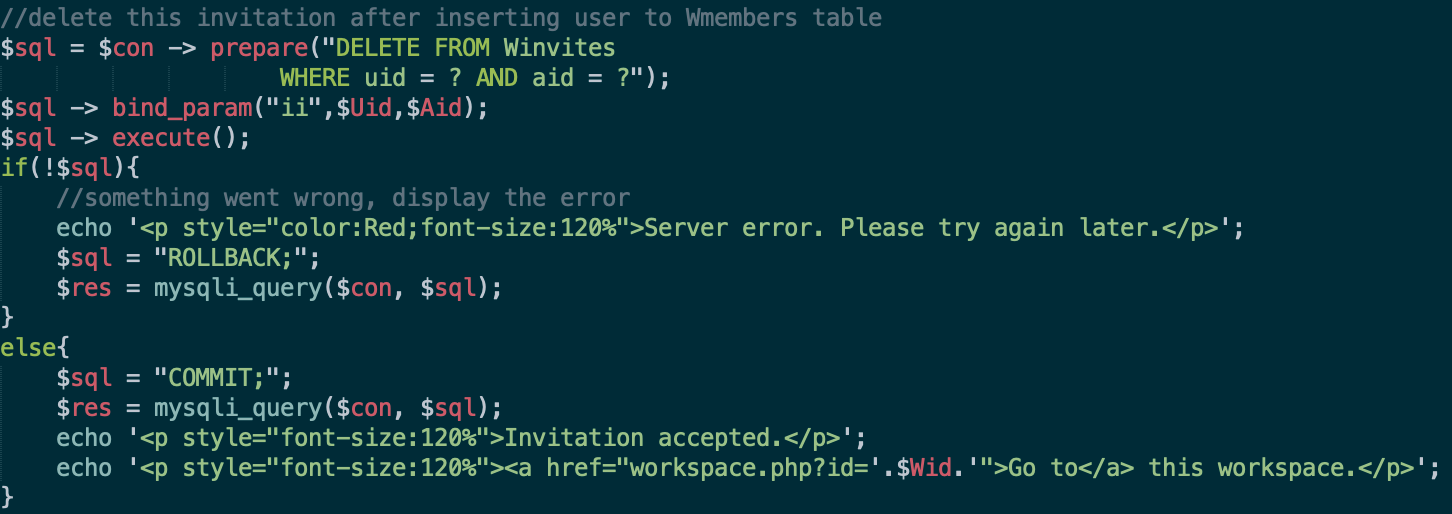 //delete this invitation after inserting user to Wmembers table
$sql = $con -> prepare("DELETE FROM Winvites
                    WHERE uid = ? AND aid = ?");
$sql -> bind_param("ii",$Uid,$Aid);
$sql -> execute();
if(!$sql){
    //something went wrong, display the error
    echo '<p style="color:Red;font-size:120%">Server error. Please try again later.</p>';
    $sql = "ROLLBACK;";
    $res = mysqli_query($con, $sql);
}
else{
    $sql = "COMMIT;";
    $res = mysqli_query($con, $sql);
    echo '<p style="font-size:120%">Invitation accepted.</p>';
    echo '<p style="font-size:120%"><a href="workspace.php?id='.$Wid.'">Go to</a> this workspace.</p>';
}